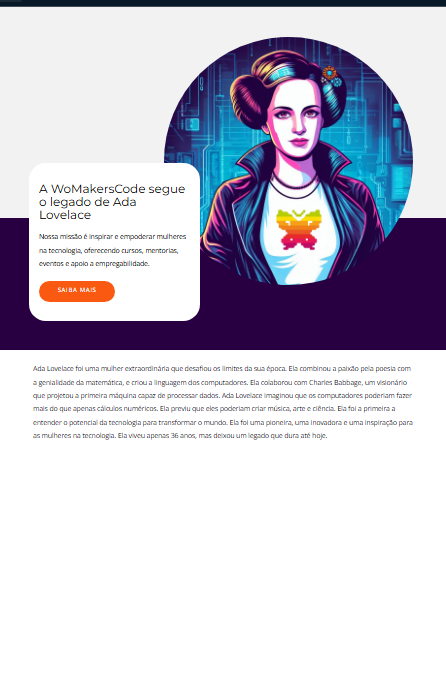 A WoMakersCode segue
o legado de Ada
Lovelace
Nossa missão é inspirar e empoderar mulheres
na tecnologia, oferecendo cursos, mentorias,
eventos e apoio a empregabilidade.
SAIBA MAIS
Ada Lovelace foi uma mulher extraordinária que desafiou os limites da sua época. Ela combinou a paixão pela poesia com
a genialidade da matemática, e criou a linguagem dos computadores. Ela colaborou com Charles Babbage, um visionário
que projetou a primeira máquina capaz de processar dados. Ada Lovelace imaginou que os computadores poderiam fazer
mais do que apenas cálculos numéricos. Ela previu que eles poderiam criar música, arte e ciência. Ela foi a primeira a
entender o potencial da tecnologia para transformar o mundo. Ela foi uma pioneira, uma inovadora e uma inspiração para
as mulheres na tecnologia. Ela viveu apenas 36 anos, mas deixou um legado que dura até hoje.